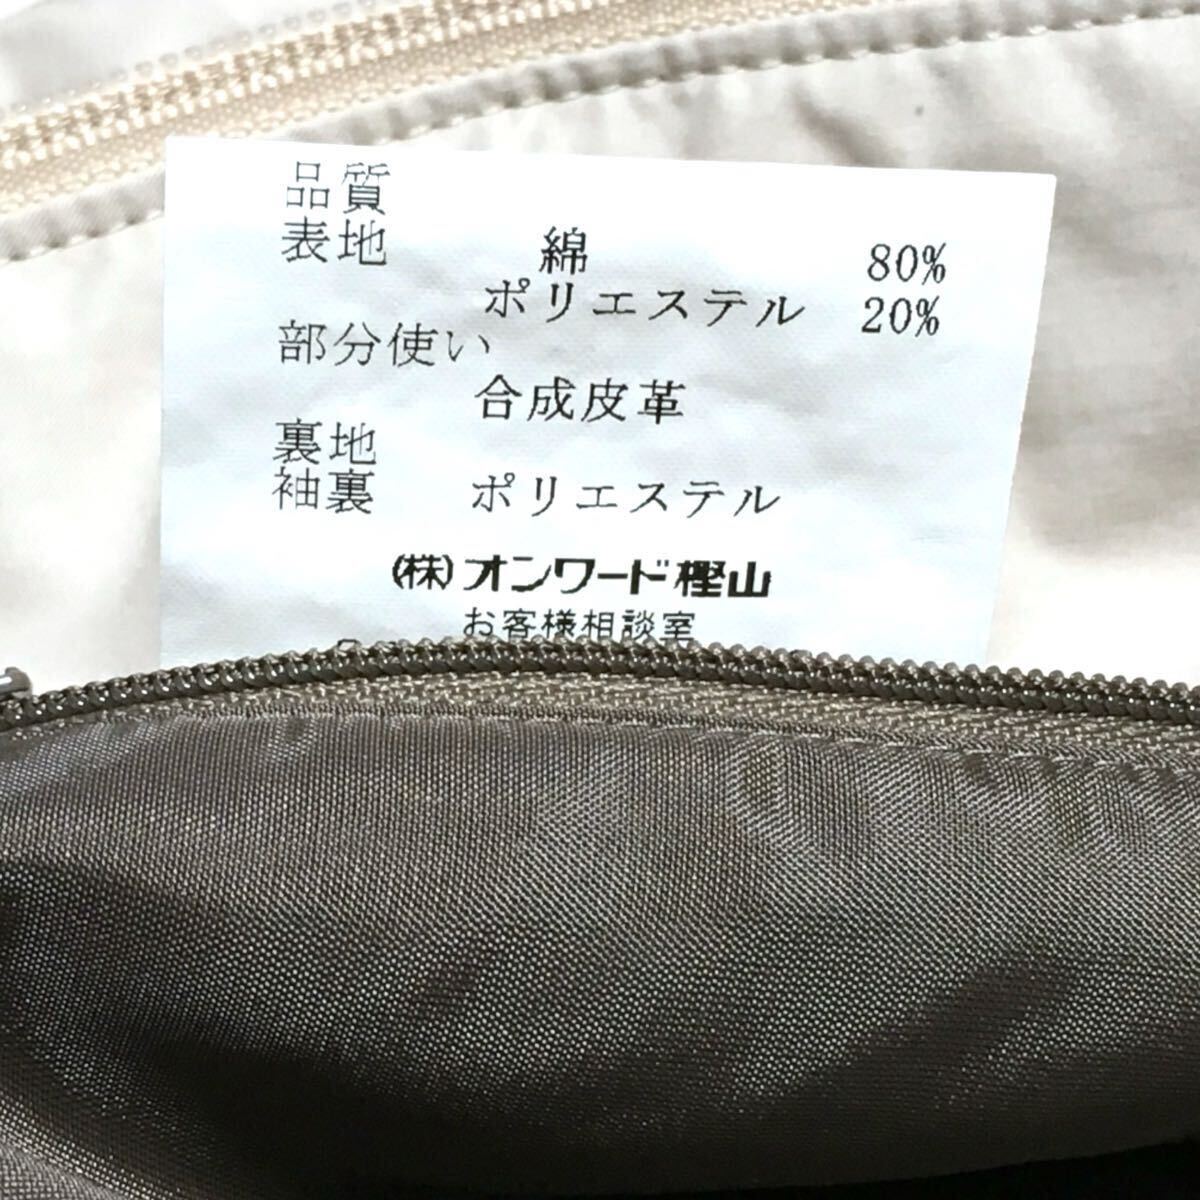 品質
表地 綿 80%
ポリエステル 20%
部分使い
合成皮革
裏地
袖裏 ポリエステル
(株)オンワード樫山
お客様相談室